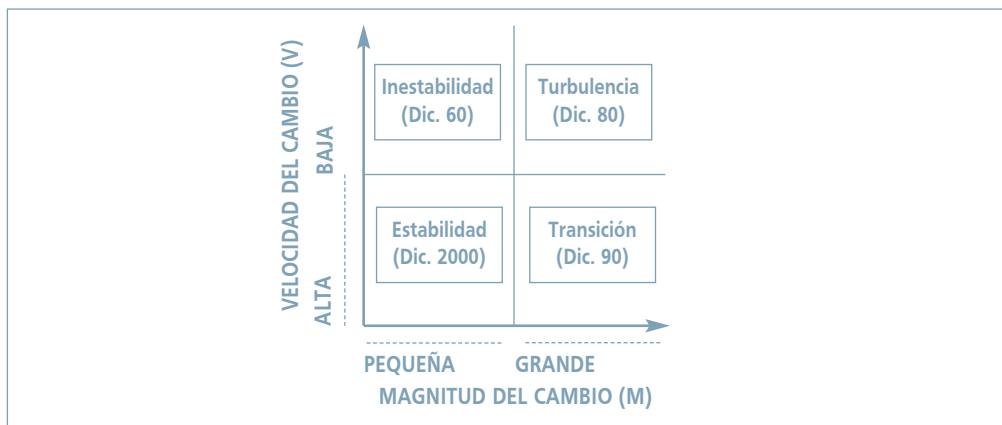 VELOCIDAD DEL CAMBIO (V)
BAJA
ALTA
Inestabilidad
(Dic. 60)
Turbulencia
(Dic. 80)
Estabilidad
(Dic. 2000)
Transición
(Dic. 90)
PEQUEÑA
GRANDE
MAGNITUD DEL CAMBIO (M)